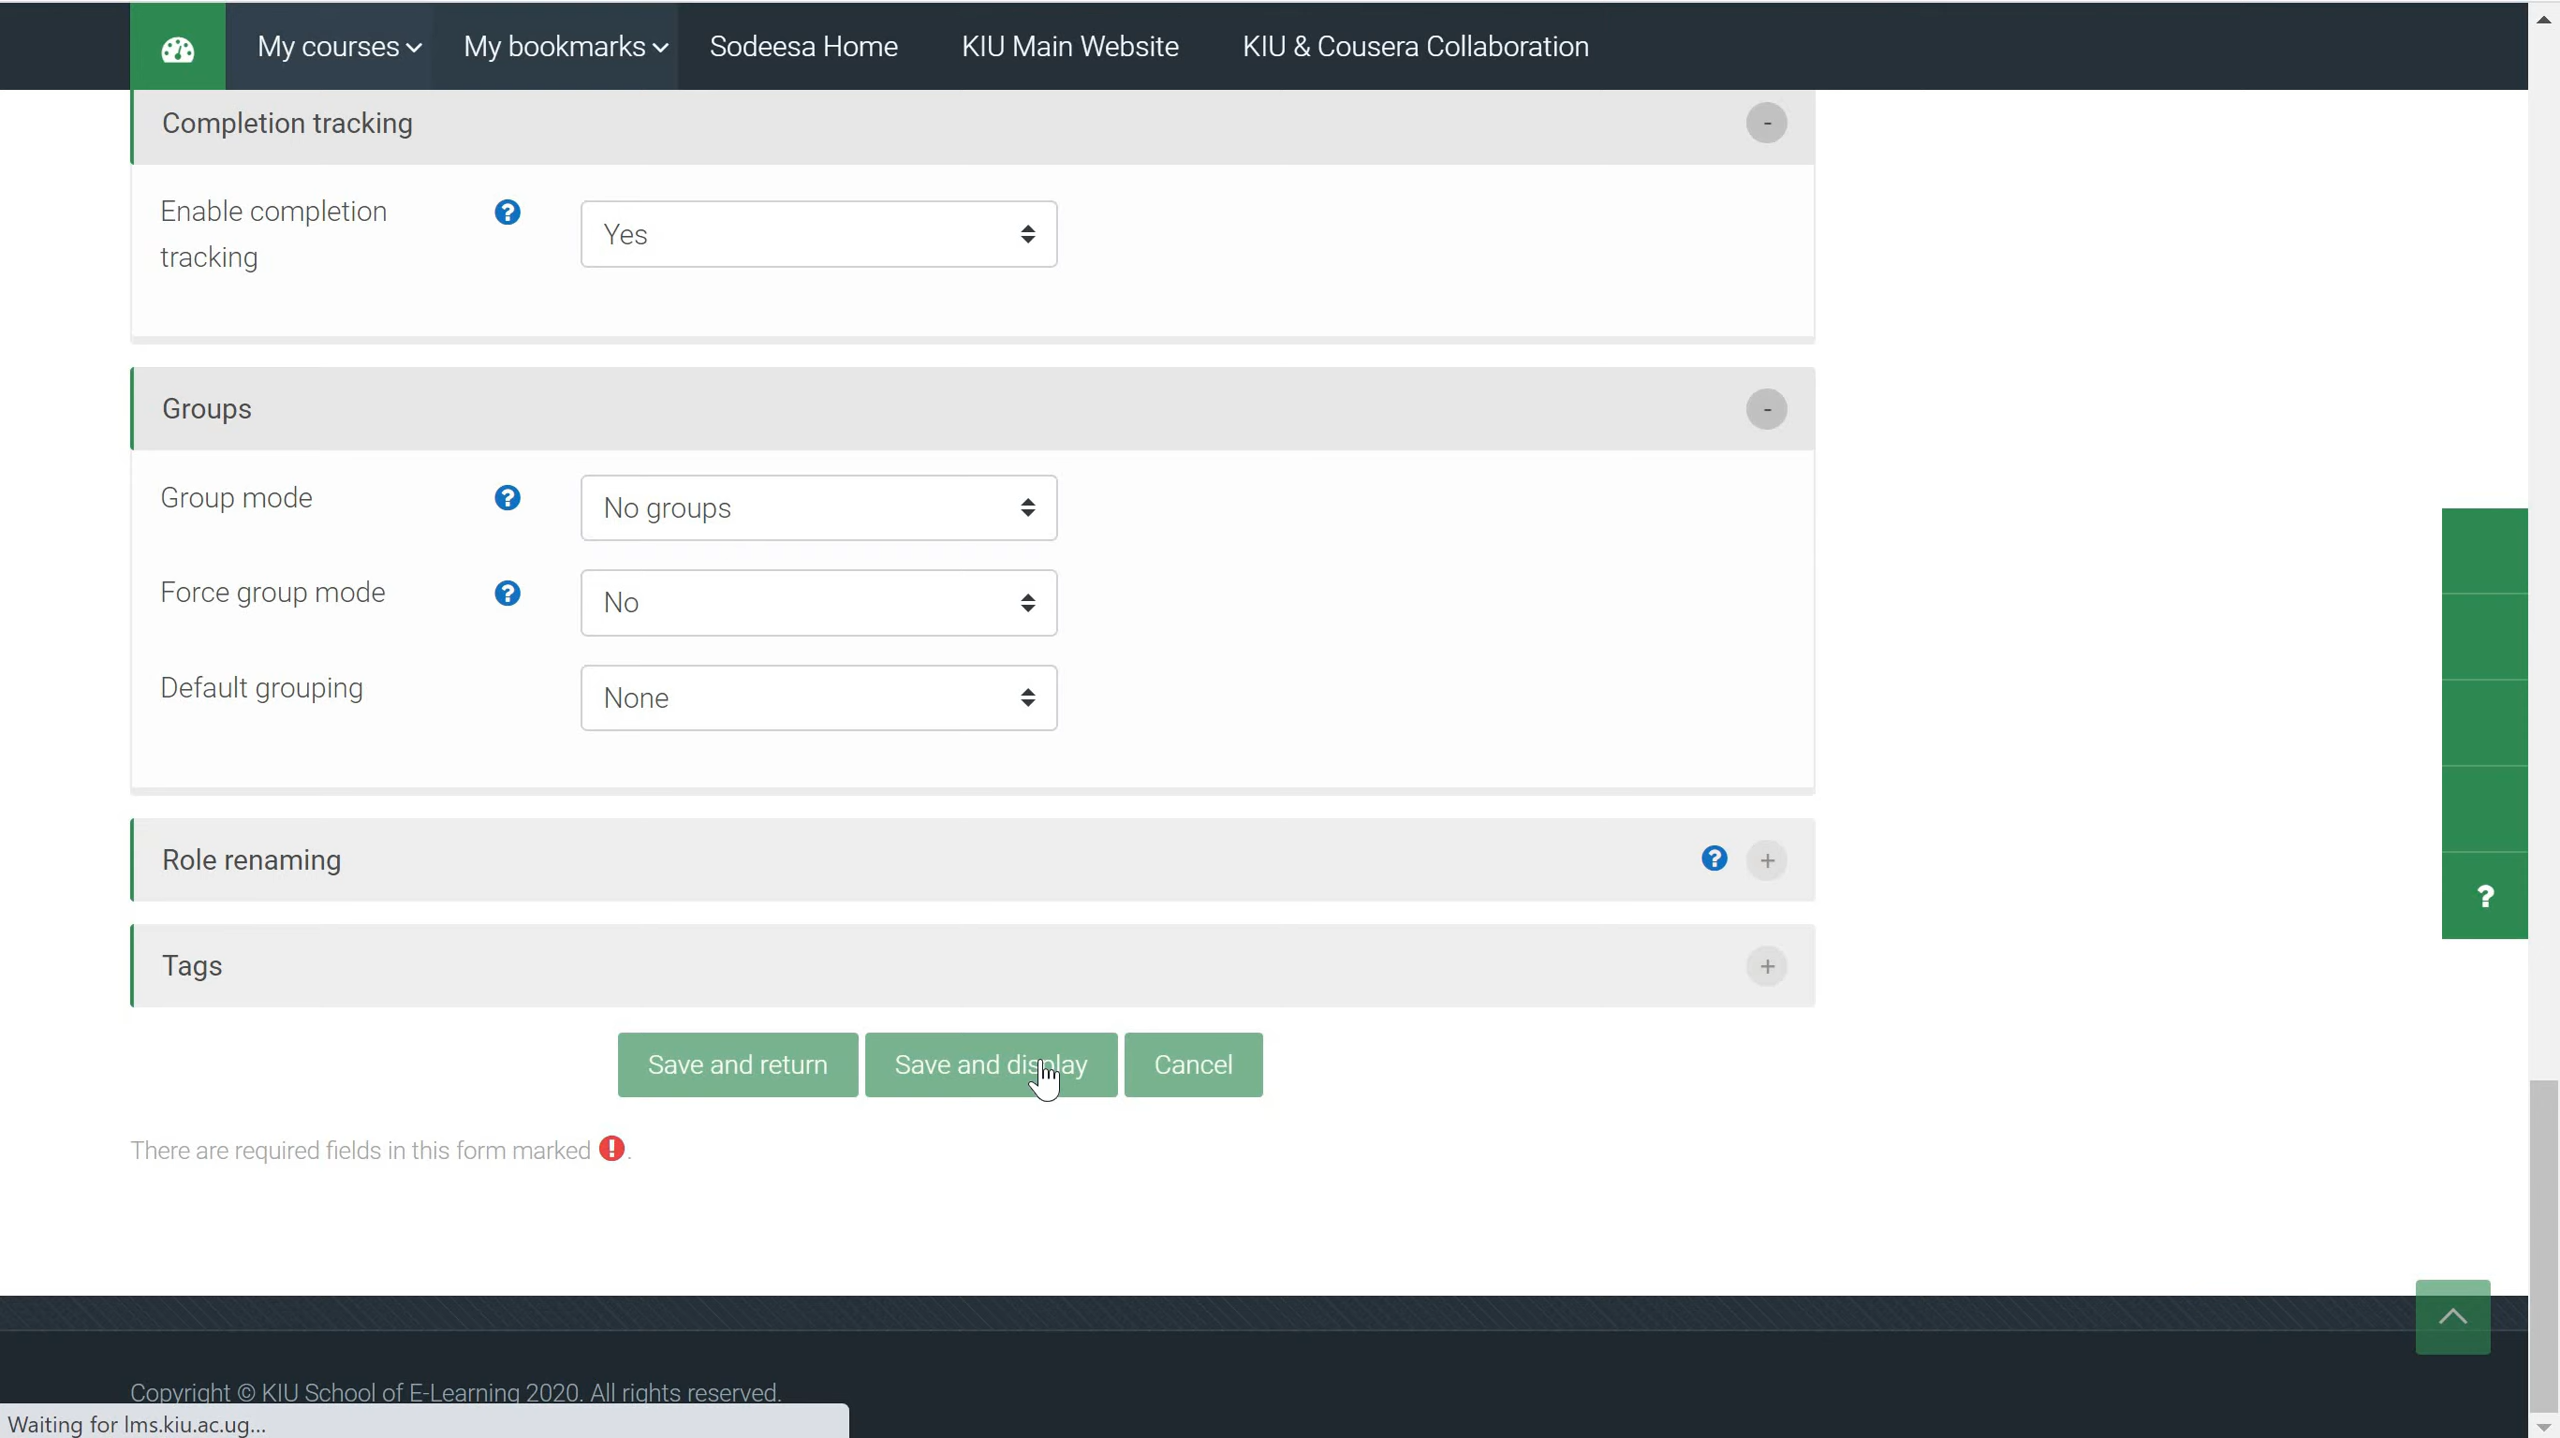 My courses My bookmarks Sodeesa Home KIU Main Website KIU & Cousera Collaboration
Completion tracking -
Enable completion
tracking
? Yes
Groups -
Group mode ? No groups
Force group mode ? No
Default grouping None
Role renaming ? +
Tags +
?
Save and return Save and display Cancel
There are required fields in this form marked ! .
Copyright © KIU School of E-Learning 2020. All rights reserved.
Waiting for lms.kiu.ac.ug...